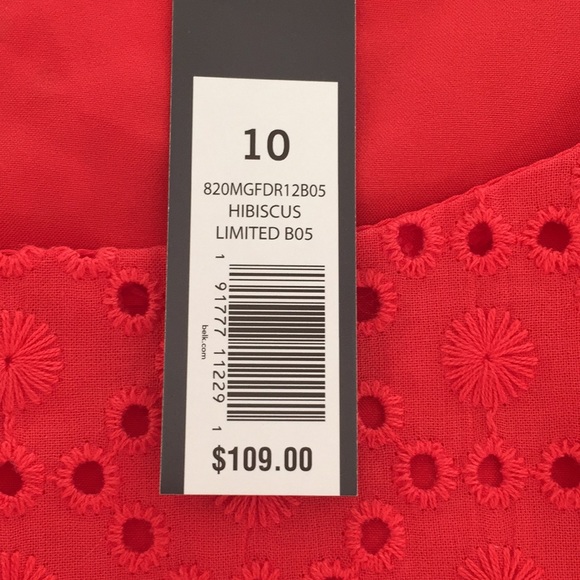 10
820MGFDR12B05
HIBISCUS
LIMITED B05
1 91777 11229 1
belk.com
$109.00